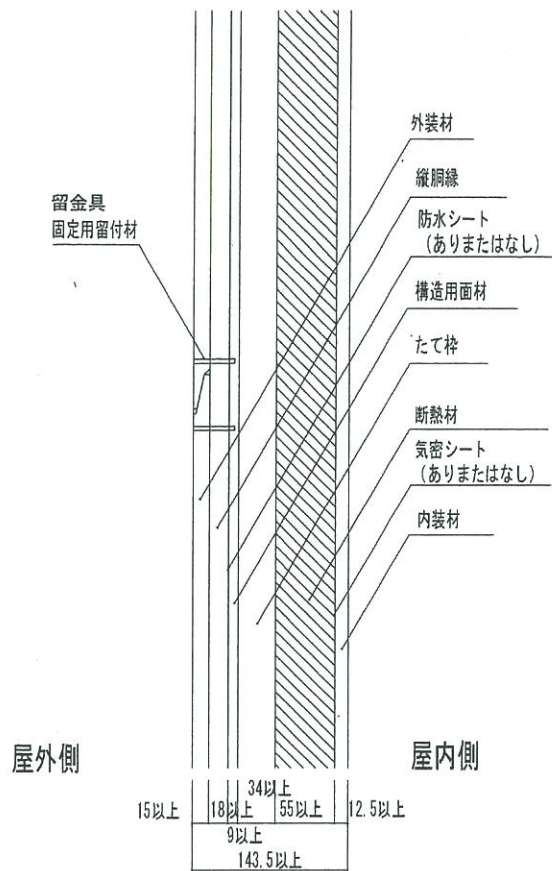 外装材
縦胴縁
留金具
固定用留付材
防水シート
(ありまたはなし)
構造用面材
たて枠
断熱材
気密シート
(ありまたはなし)
内装材
屋外側
屋内側
34以上
15以上 18以上 55以上 12.5以上
9以上
143.5以上